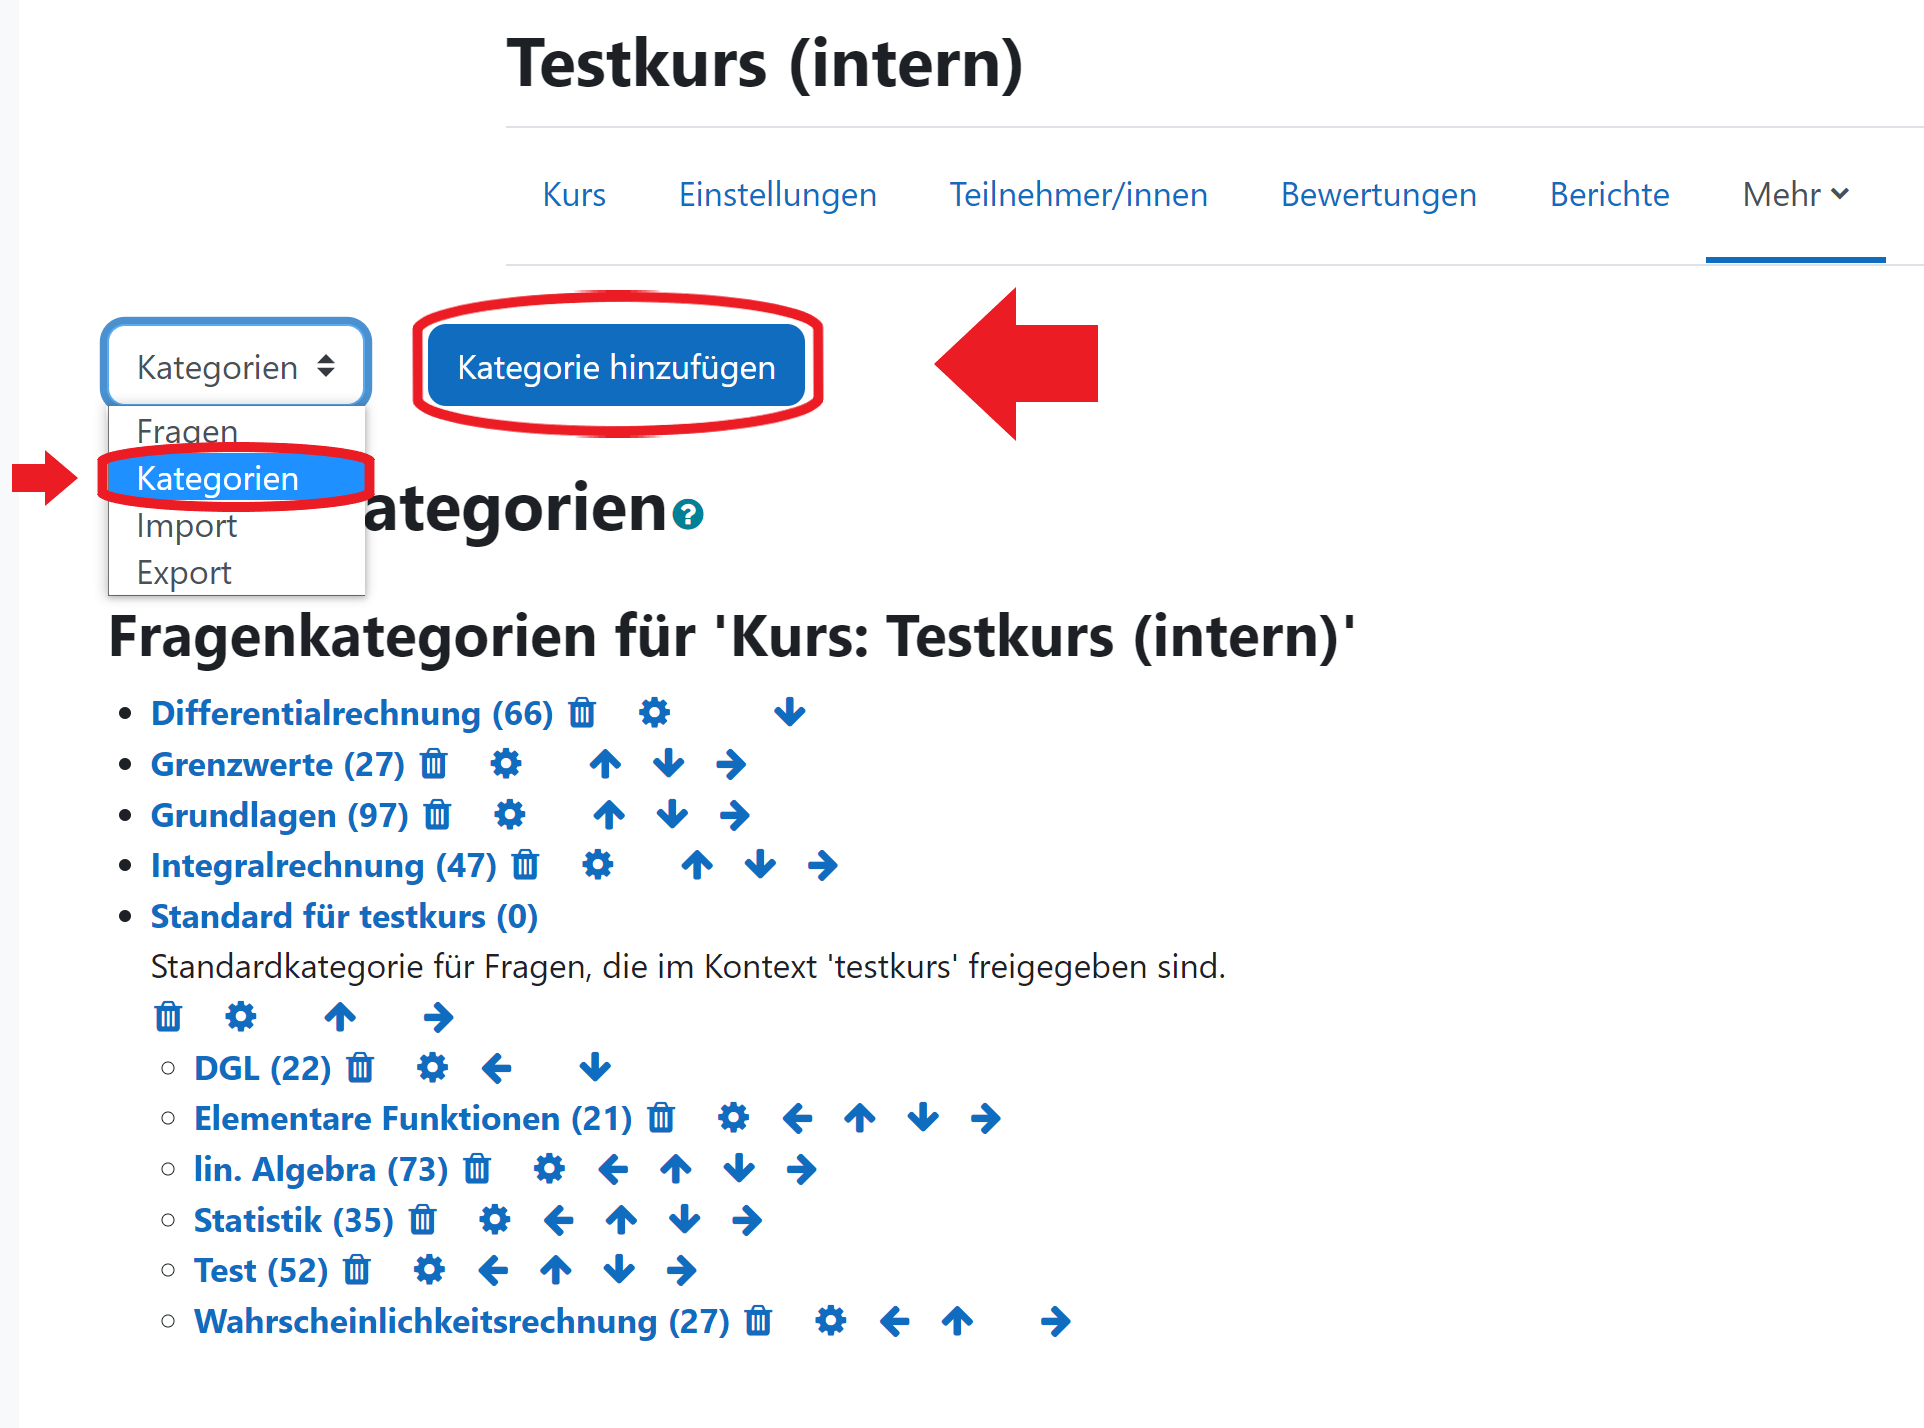 Testkurs (intern)
Kurs Einstellungen Teilnehmer/innen Bewertungen Berichte Mehr
Kategorien Kategorie hinzufügen
Fragen
Kategorien
Import
Export
ategorien
Fragenkategorien für 'Kurs: Testkurs (intern)'
Differentialrechnung (66)
Grenzwerte (27)
Grundlagen (97)
Integralrechnung (47)
Standard für testkurs (0)
Standardkategorie für Fragen, die im Kontext 'testkurs' freigegeben sind.
DGL (22)
Elementare Funktionen (21)
lin. Algebra (73)
Statistik (35)
Test (52)
Wahrscheinlichkeitsrechnung (27)